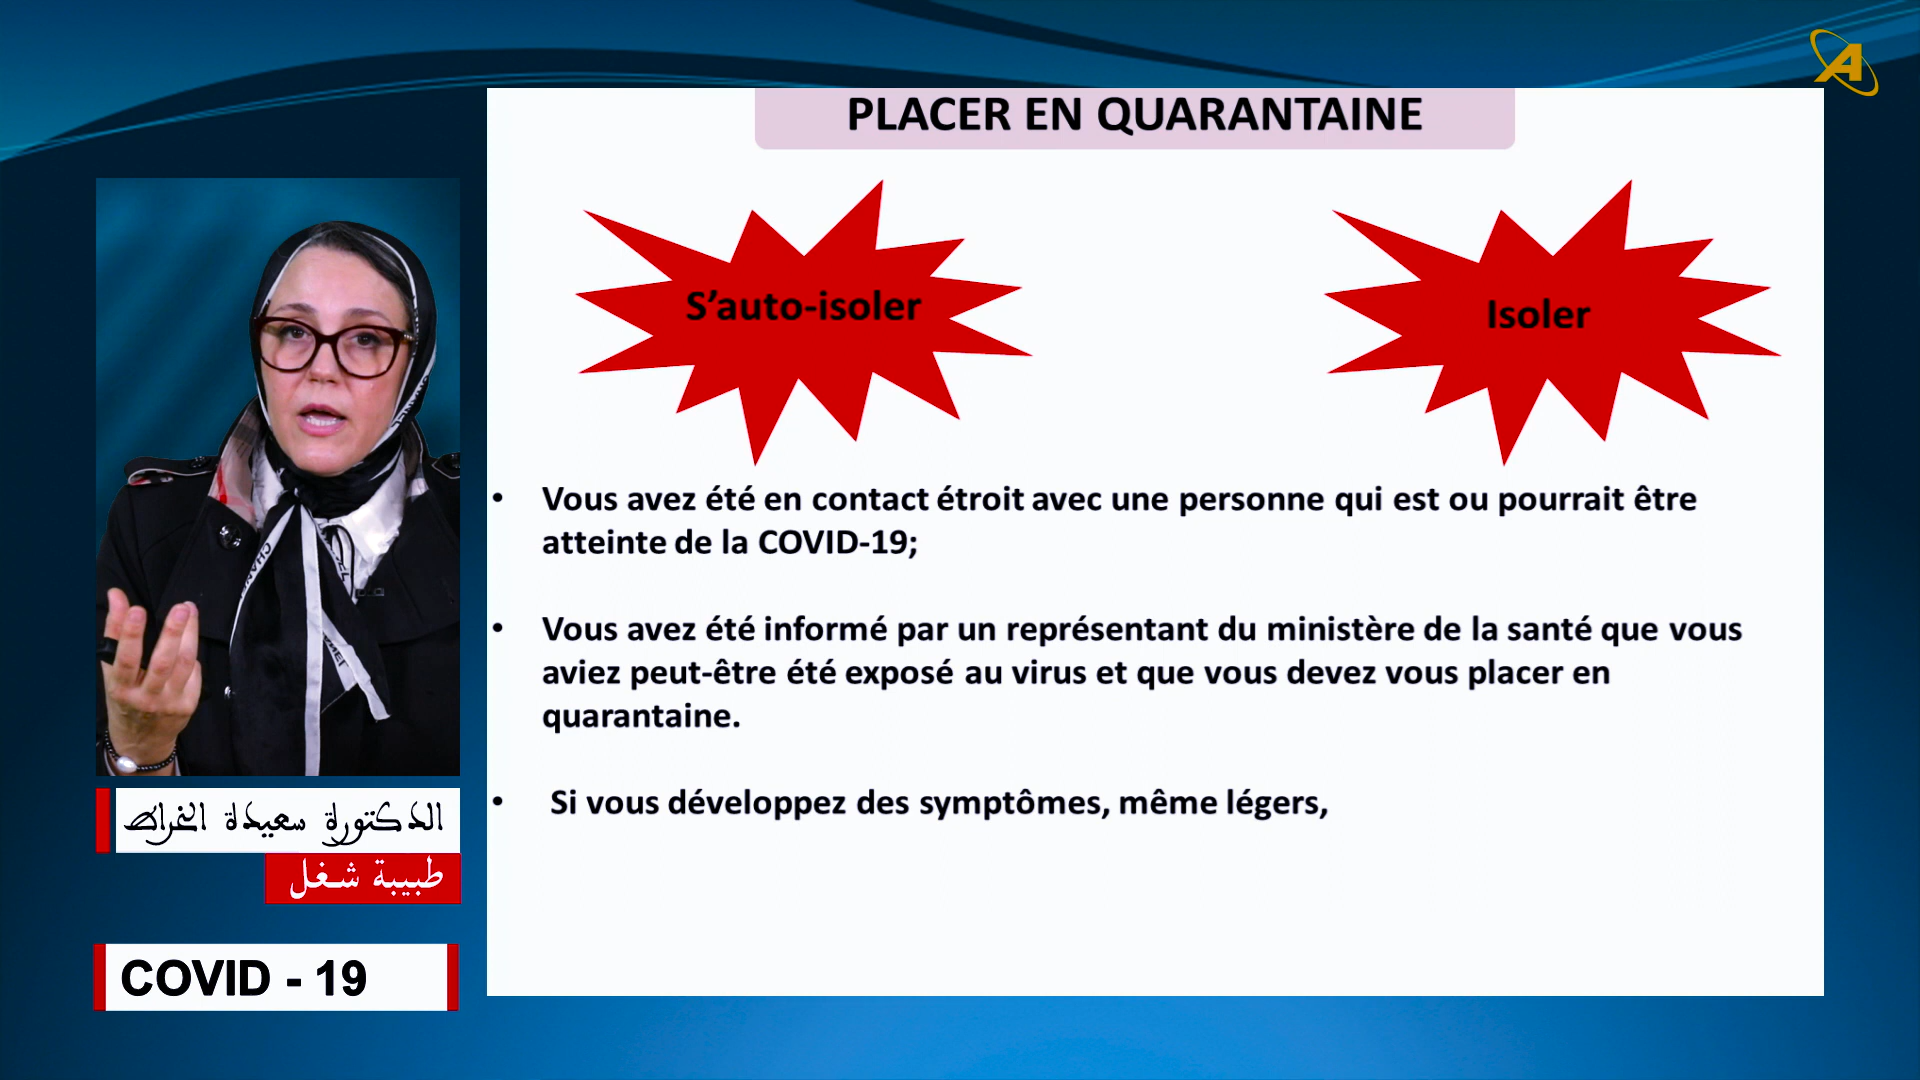 PLACER EN QUARANTAINE
S’auto-isoler
Isoler
• Vous avez été en contact étroit avec une personne qui est ou pourrait être
atteinte de la COVID-19;
• Vous avez été informé par un représentant du ministère de la santé que vous
aviez peut-être été exposé au virus et que vous devez vous placer en
quarantaine.
• Si vous développez des symptômes, même légers,
الدكتورة سعيدة الخراط
طبيبة شغل
COVID - 19